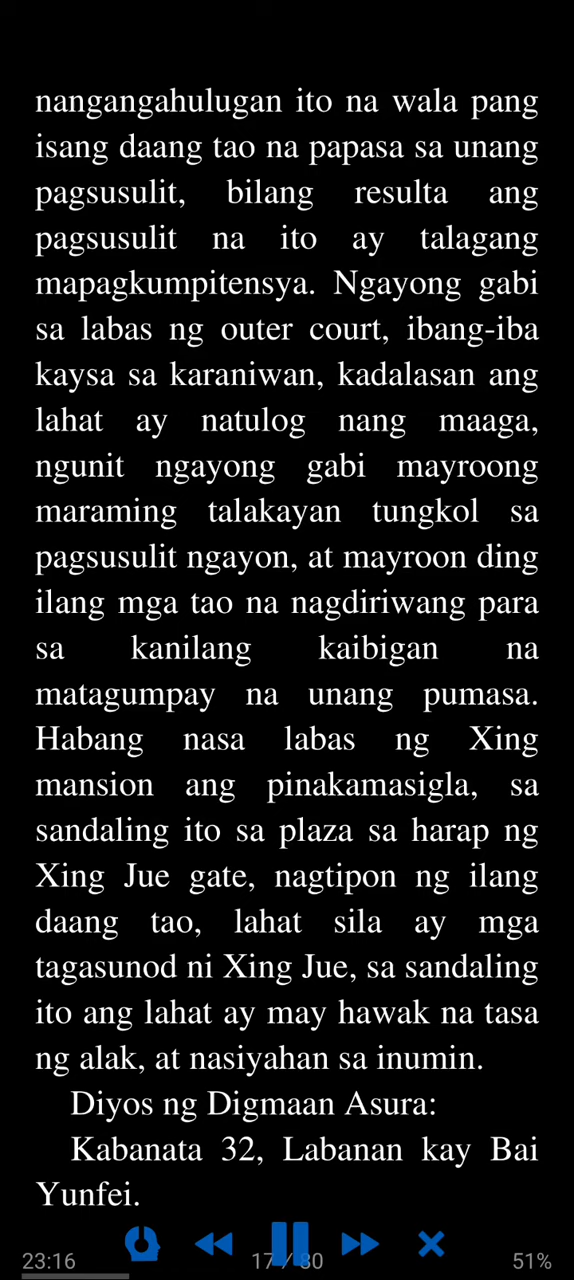 nangangahulugan ito na wala pang
isang daang tao na papasa sa unang
pagsusulit, bilang resulta ang
pagsusulit na ito ay talagang
mapagkumpitensya. Ngayong gabi
sa labas ng outer court, ibang-iba
kaysa sa karaniwan, kadalasan ang
lahat ay natulog nang maaga,
ngunit ngayong gabi mayroong
maraming talakayan tungkol sa
pagsusulit ngayon, at mayroon ding
ilang mga tao na nagdiriwang para
sa kanilang kaibigan na
matagumpay na unang pumasa.
Habang nasa labas ng Xing
mansion ang pinakamasigla, sa
sandaling ito sa plaza sa harap ng
Xing Jue gate, nagtipon ng ilang
daang tao, lahat sila ay mga
tagasunod ni Xing Jue, sa sandaling
ito ang lahat ay may hawak na tasa
ng alak, at nasiyahan sa inumin.
Diyos ng Digmaan Asura:
Kabanata 32, Labanan kay Bai
Yunfei.
23:16 17 / 80 51%